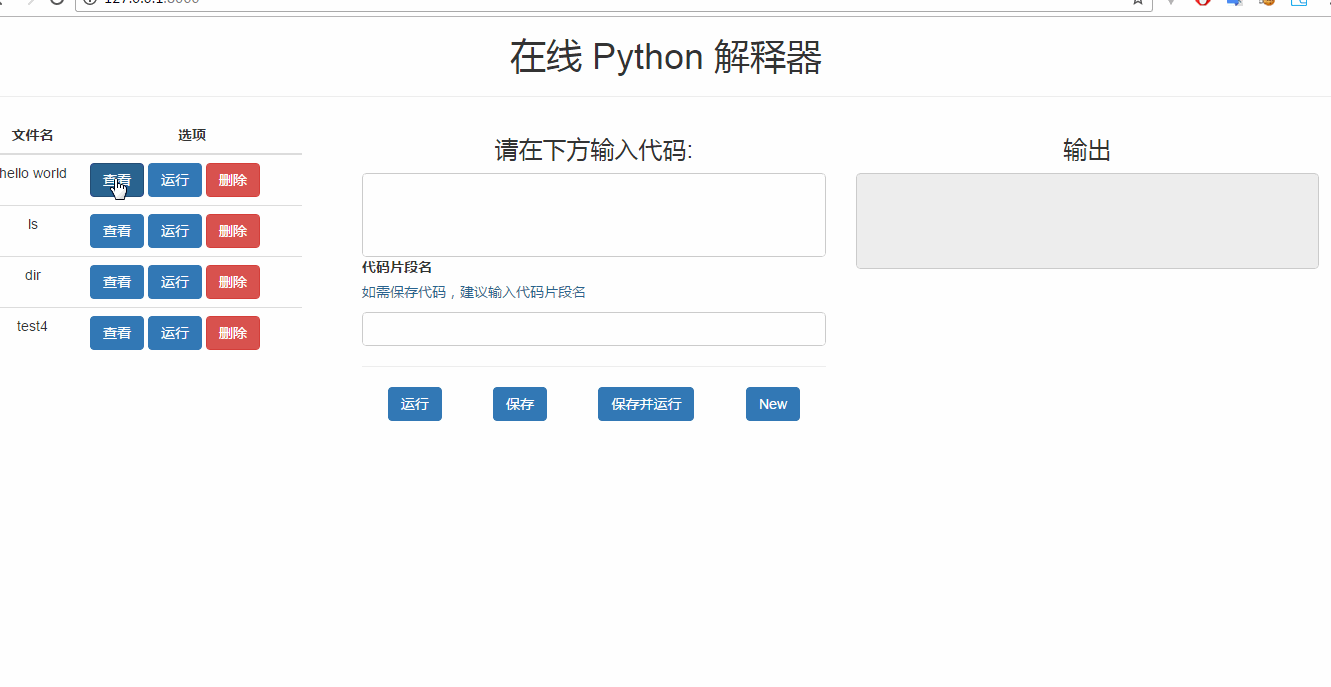 127.0.0.1:8000
在线 Python 解释器
文件名 选项
hello world 查看 运行 删除
ls 查看 运行 删除
dir 查看 运行 删除
test4 查看 运行 删除
请在下方输入代码:
代码片段名
如需保存代码，建议输入代码片段名
运行 保存 保存并运行 New
输出